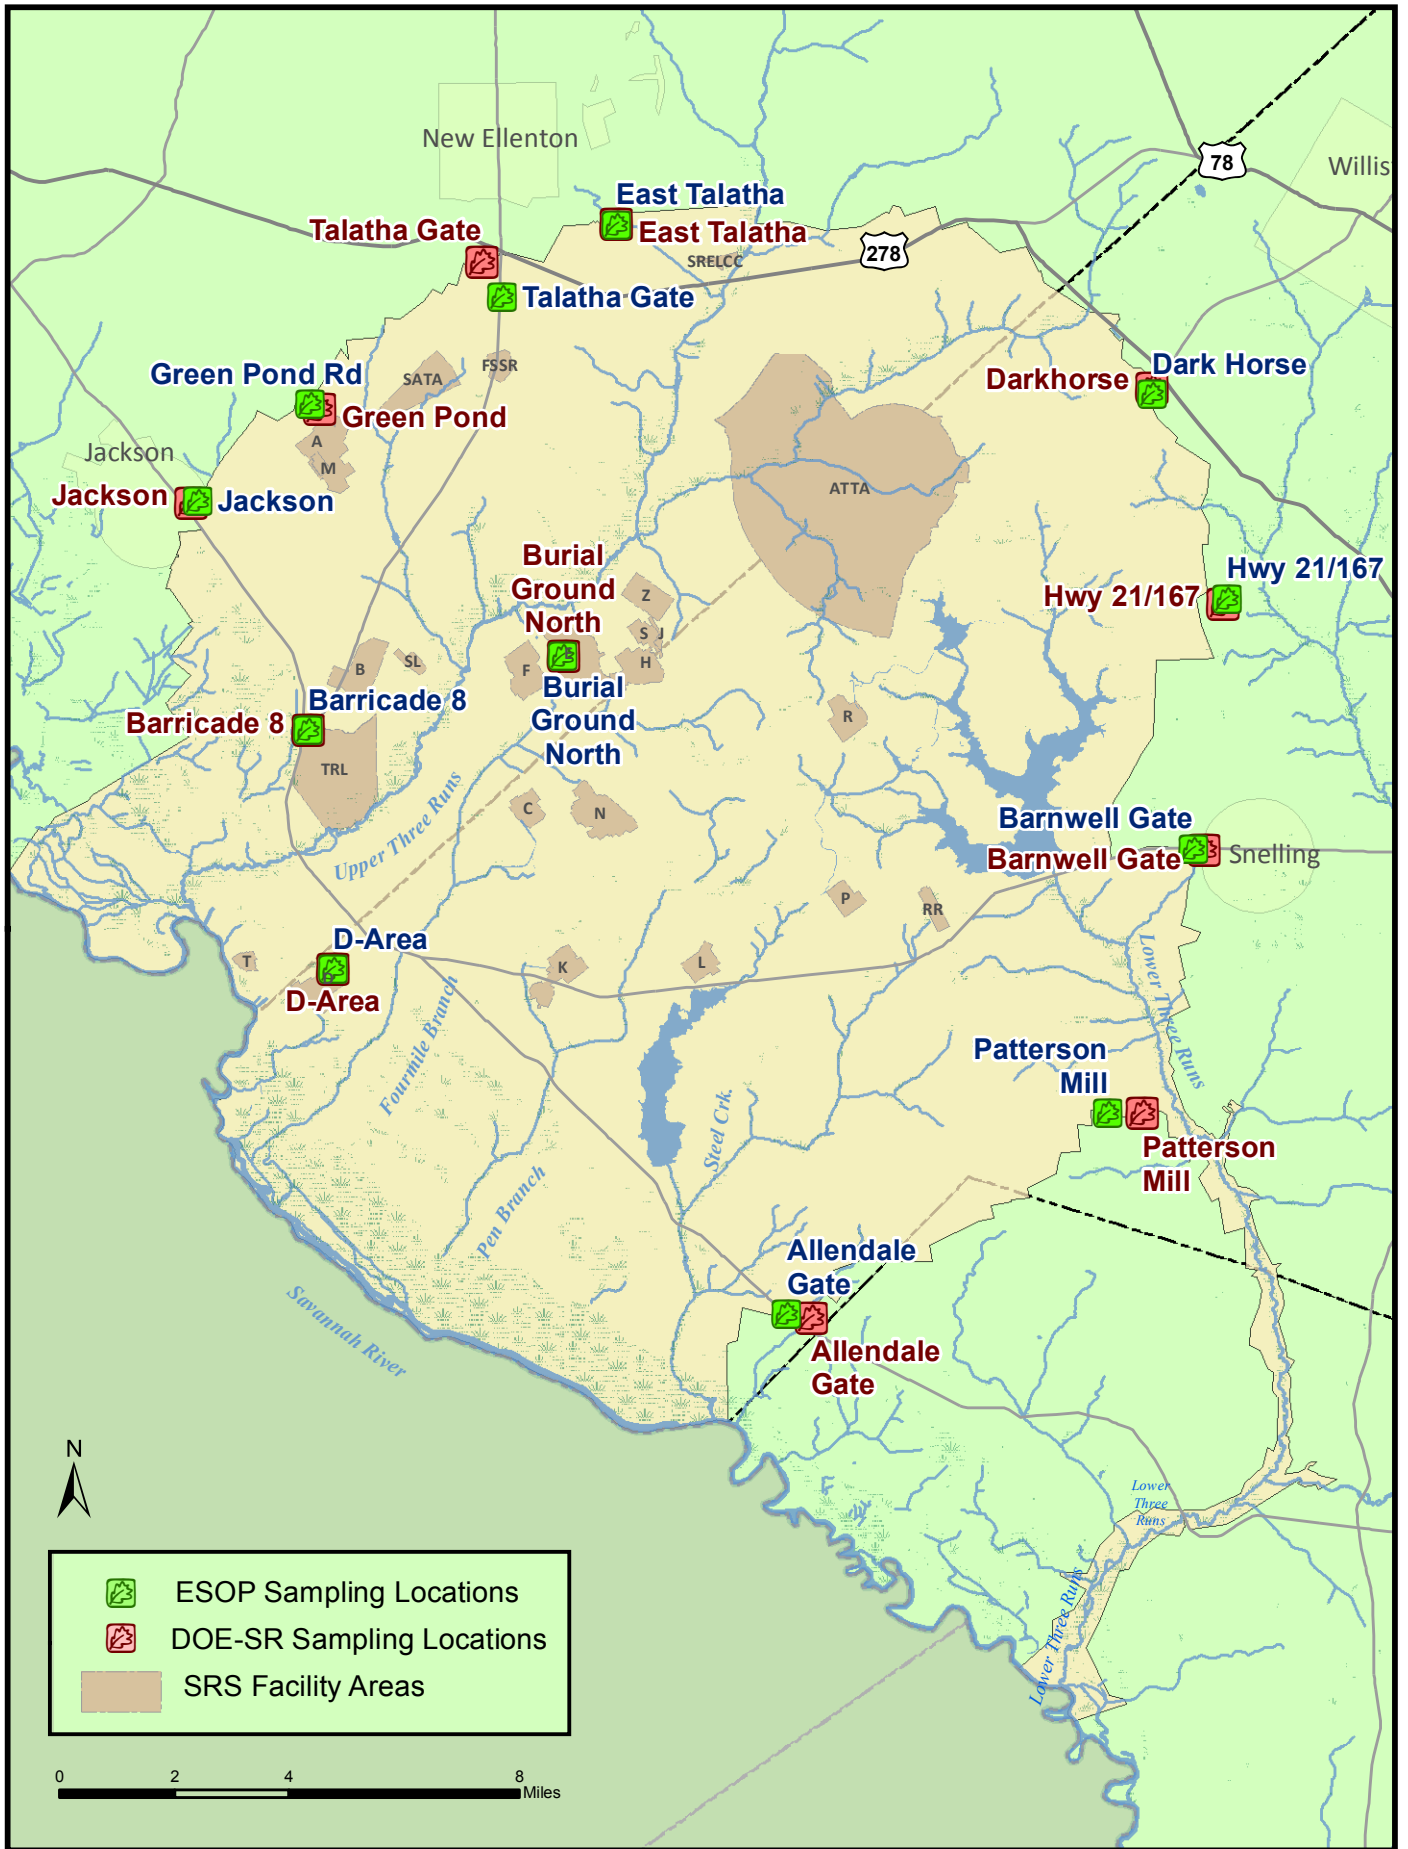 New Ellenton
78
Willis
East Talatha
East Talatha
Talatha Gate
278
SRELCC
Talatha Gate
Green Pond Rd
SATA
FSSR
Dark Horse
Darkhorse
Green Pond
A
M
Jackson
Jackson
Jackson
ATTA
Burial
Ground
North
Hwy 21/167
Hwy 21/167
Z
S
J
H
E
F
B
SL
Barricade 8
Barricade 8
Burial
Ground
North
R
TRL
C
N
Upper Three Runs
Barnwell Gate
Barnwell Gate
Snelling
P
RR
D-Area
T
D
D-Area
K
L
Lower Three Runs
Fourmile Branch
Patterson
Mill
Patterson
Mill
Steel Crk.
Pen Branch
Allendale
Gate
Allendale
Gate
Savannah River
N
Lower
Three
Runs
Lower Three Runs
ESOP Sampling Locations
DOE-SR Sampling Locations
SRS Facility Areas
0 2 4 8
Miles